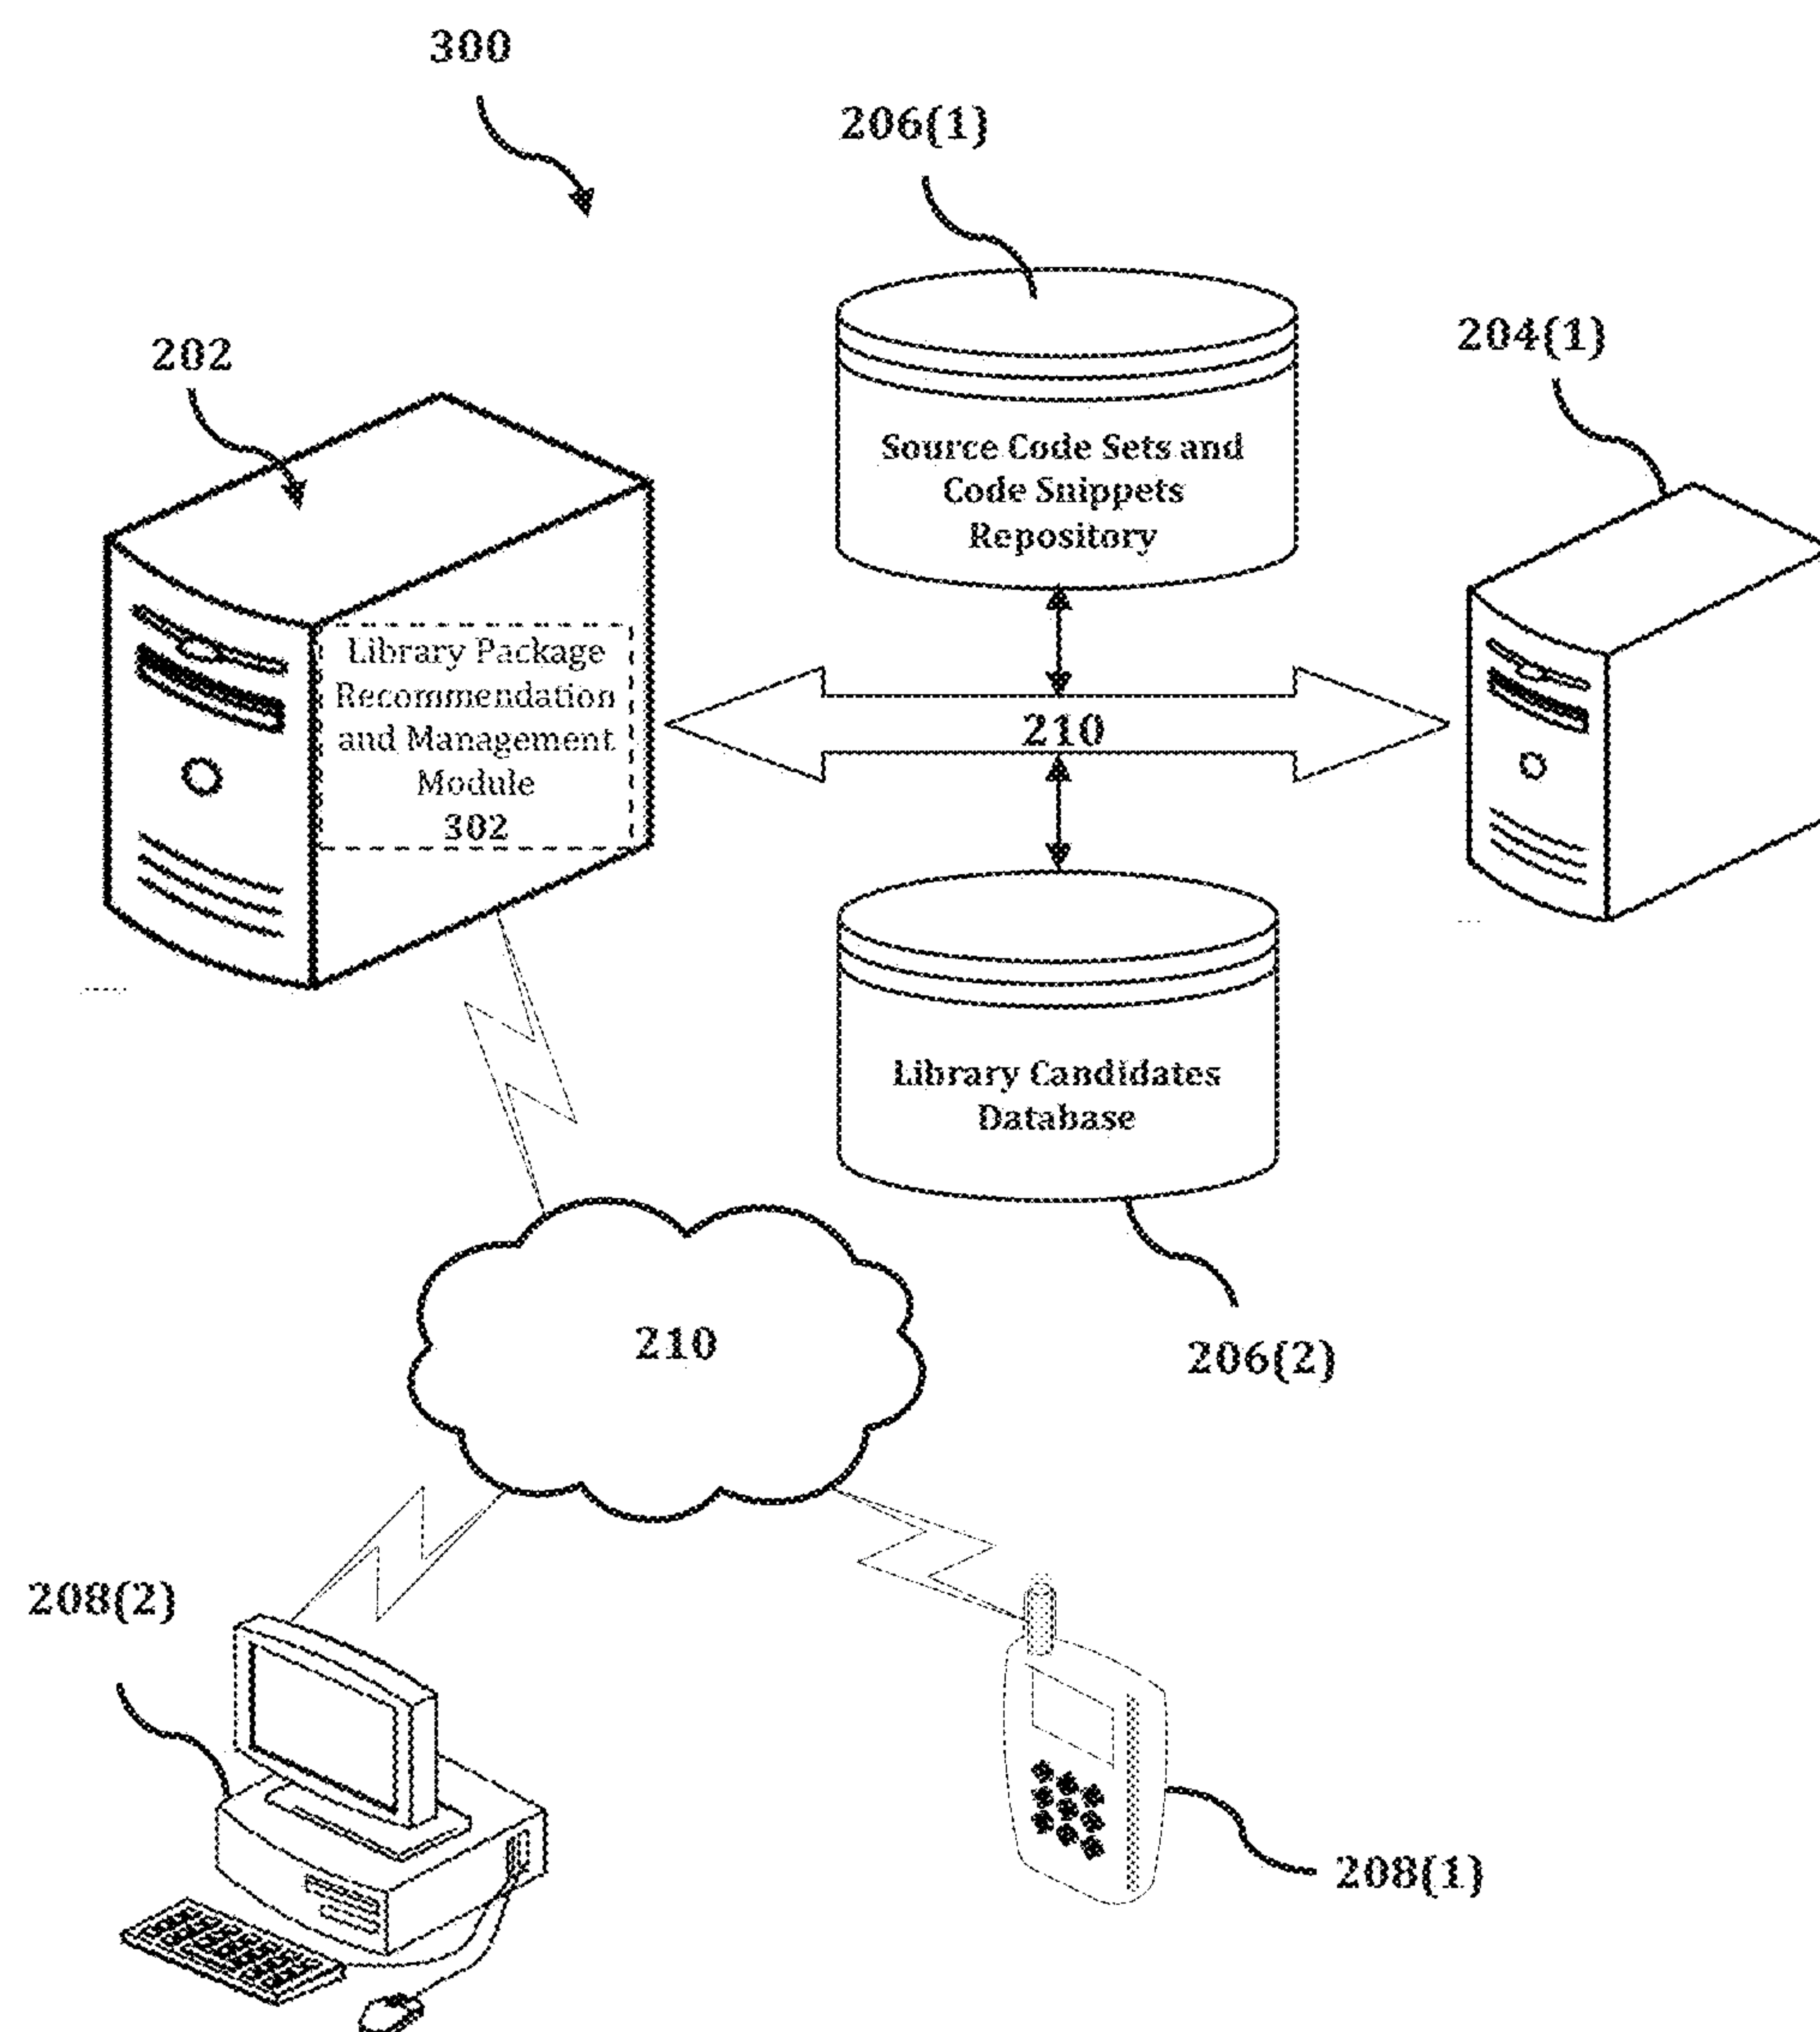 300
206(1)
204(1)
202
Source Code Sets and
Code Snippets
Repository
Library Package
Recommendation
and Management
Module
302
210
Library Candidates
Database
210
206(2)
208(2)
208(1)